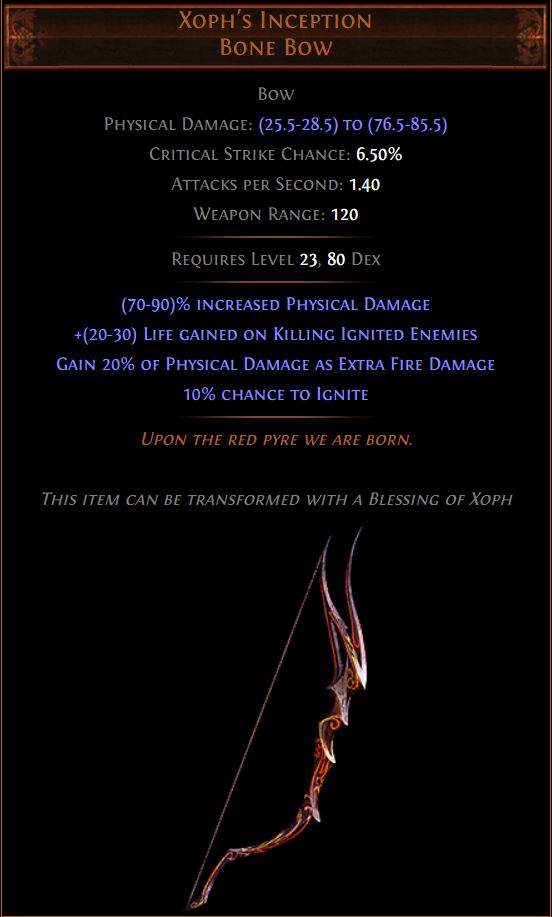 Xoph's Inception
Bone Bow
Bow
Physical Damage: (25.5-28.5) to (76.5-85.5)
Critical Strike Chance: 6.50%
Attacks per Second: 1.40
Weapon Range: 120
Requires Level 23, 80 Dex
(70-90)% increased Physical Damage
+(20-30) Life gained on Killing Ignited Enemies
Gain 20% of Physical Damage as Extra Fire Damage
10% chance to Ignite
Upon the red pyre we are born.
This item can be transformed with a Blessing of Xoph